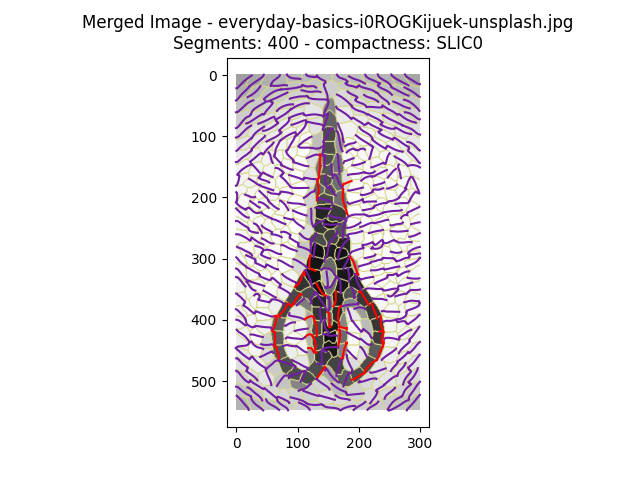 Merged Image - everyday-basics-i0ROGKijuek-unsplash.jpg
Segments: 400 - compactness: SLIC0
0
100
200
300
400
500
0 100 200 300